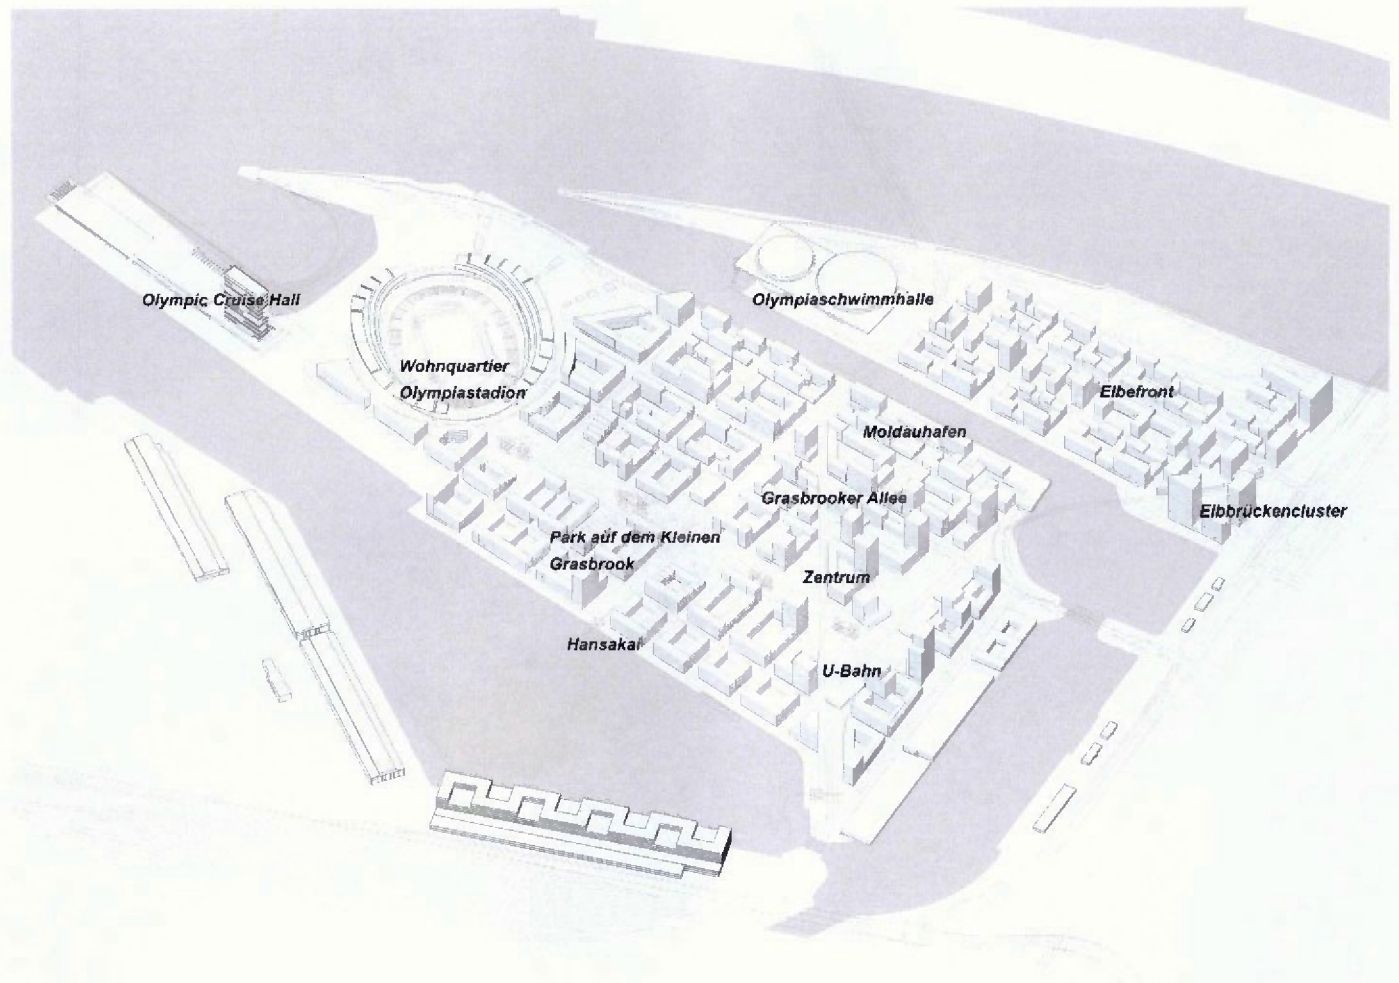 Olympic Cruise Hall
Olympiaschwimmhalle
Wohnquartier
Olympiastadion
Elbefront
Moldauhafen
Grasbrooker Allee
Elbbrückencluster
Park auf dem Kleinen
Grasbrook
Zentrum
Hansakai
U-Bahn